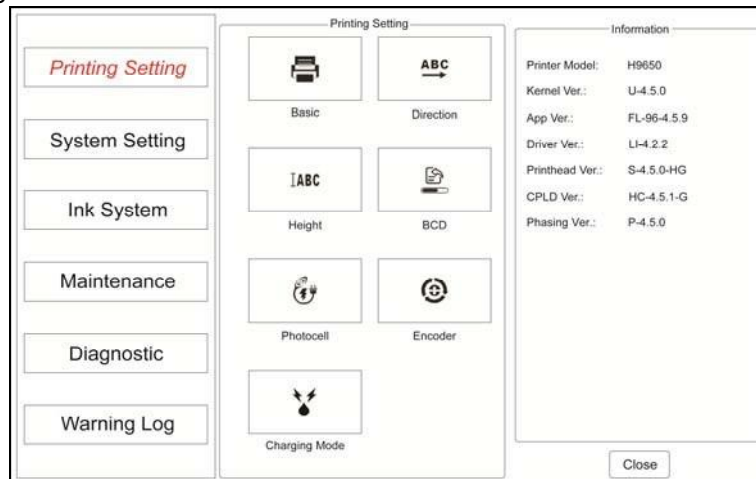 Printing Setting
System Setting
Ink System
Maintenance
Diagnostic
Warning Log
Printing Setting
ABC
Basic
Direction
ABC
Height
BCD
Photocell
Encoder
Charging Mode
Information
Printer Model: H9650
Kernel Ver.: U-4.5.0
App Ver.: FL-96-4.5.9
Driver Ver.: LI-4.2.2
Printhead Ver.: S-4.5.0-HG
CPLD Ver.: HC-4.5.1-G
Phasing Ver.: P-4.5.0
Close